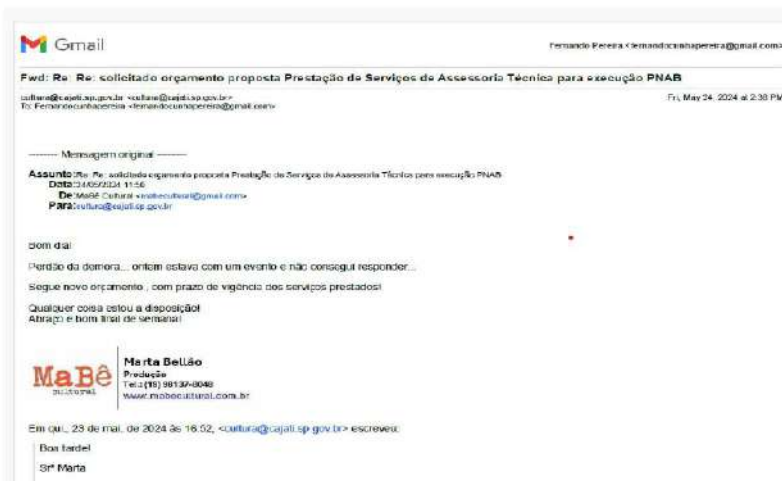 Gmail
Fernando Pereira <fernandocunhapereira@gmail.com>
Fwd: Re: Re: solicitado orçamento proposta Prestação de Serviços de Assessoria Técnica para execução PNAB
cultura@cajati.sp.gov.br <cultura@cajati.sp.gov.br>
Fri, May 24, 2024 at 2:38 PM
To: Fernandocunhapereira <fernandocunhapereira@gmail.com>
-------- Mensagem original --------
Assunto: Re: Re: solicitado orçamento proposta Prestação de Serviços de Assessoria Técnica para execução PNAB
Data: 24/05/2024 11:56
De: MaBê Cultural <mabecultural@gmail.com>
Para: cultura@cajati.sp.gov.br
Bom dia!
Perdão da demora... ontem estava com um evento e não consegui responder...
Segue novo orçamento , com prazo de vigência dos serviços prestados!
Qualquer coisa estou a disposição!
Abraço e bom final de semana!
MaBê
cultural
Marta Bellão
Produção
Tel.: (15) 98137-8048
www.mabecultural.com.br
Em qui., 23 de mai. de 2024 às 16:52, <cultura@cajati.sp.gov.br> escreveu:
Boa tarde!
Srª Marta